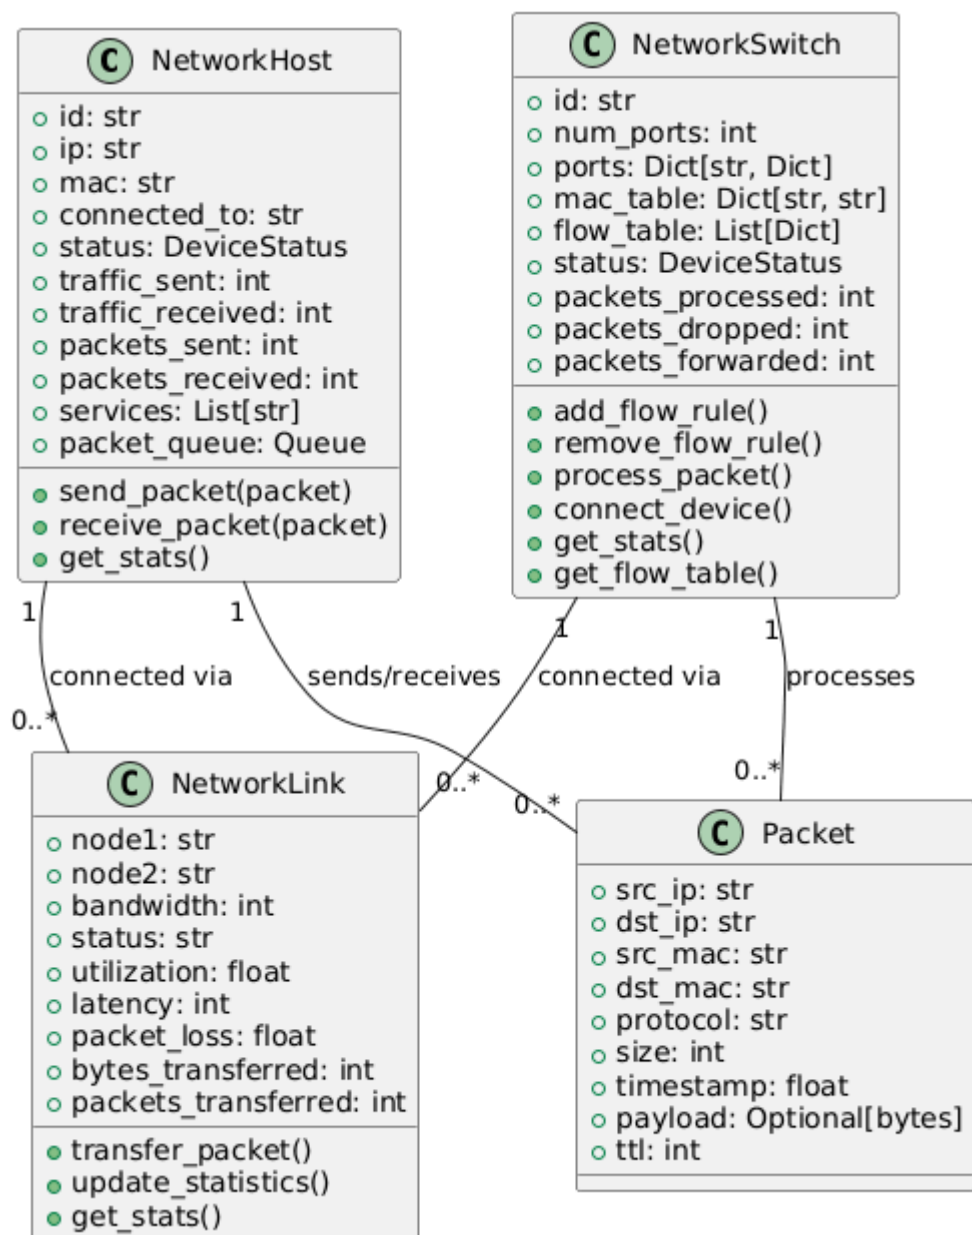 C NetworkHost
id: str
ip: str
mac: str
connected_to: str
status: DeviceStatus
traffic_sent: int
traffic_received: int
packets_sent: int
packets_received: int
services: List[str]
packet_queue: Queue
send_packet(packet)
receive_packet(packet)
get_stats()
C NetworkSwitch
id: str
num_ports: int
ports: Dict[str, Dict]
mac_table: Dict[str, str]
flow_table: List[Dict]
status: DeviceStatus
packets_processed: int
packets_dropped: int
packets_forwarded: int
add_flow_rule()
remove_flow_rule()
process_packet()
connect_device()
get_stats()
get_flow_table()
1
1
1
1
connected via
sends/receives
connected via
processes
0..*
0..*
0..*
0..*
C NetworkLink
node1: str
node2: str
bandwidth: int
status: str
utilization: float
latency: int
packet_loss: float
bytes_transferred: int
packets_transferred: int
transfer_packet()
update_statistics()
get_stats()
C Packet
src_ip: str
dst_ip: str
src_mac: str
dst_mac: str
protocol: str
size: int
timestamp: float
payload: Optional[bytes]
ttl: int